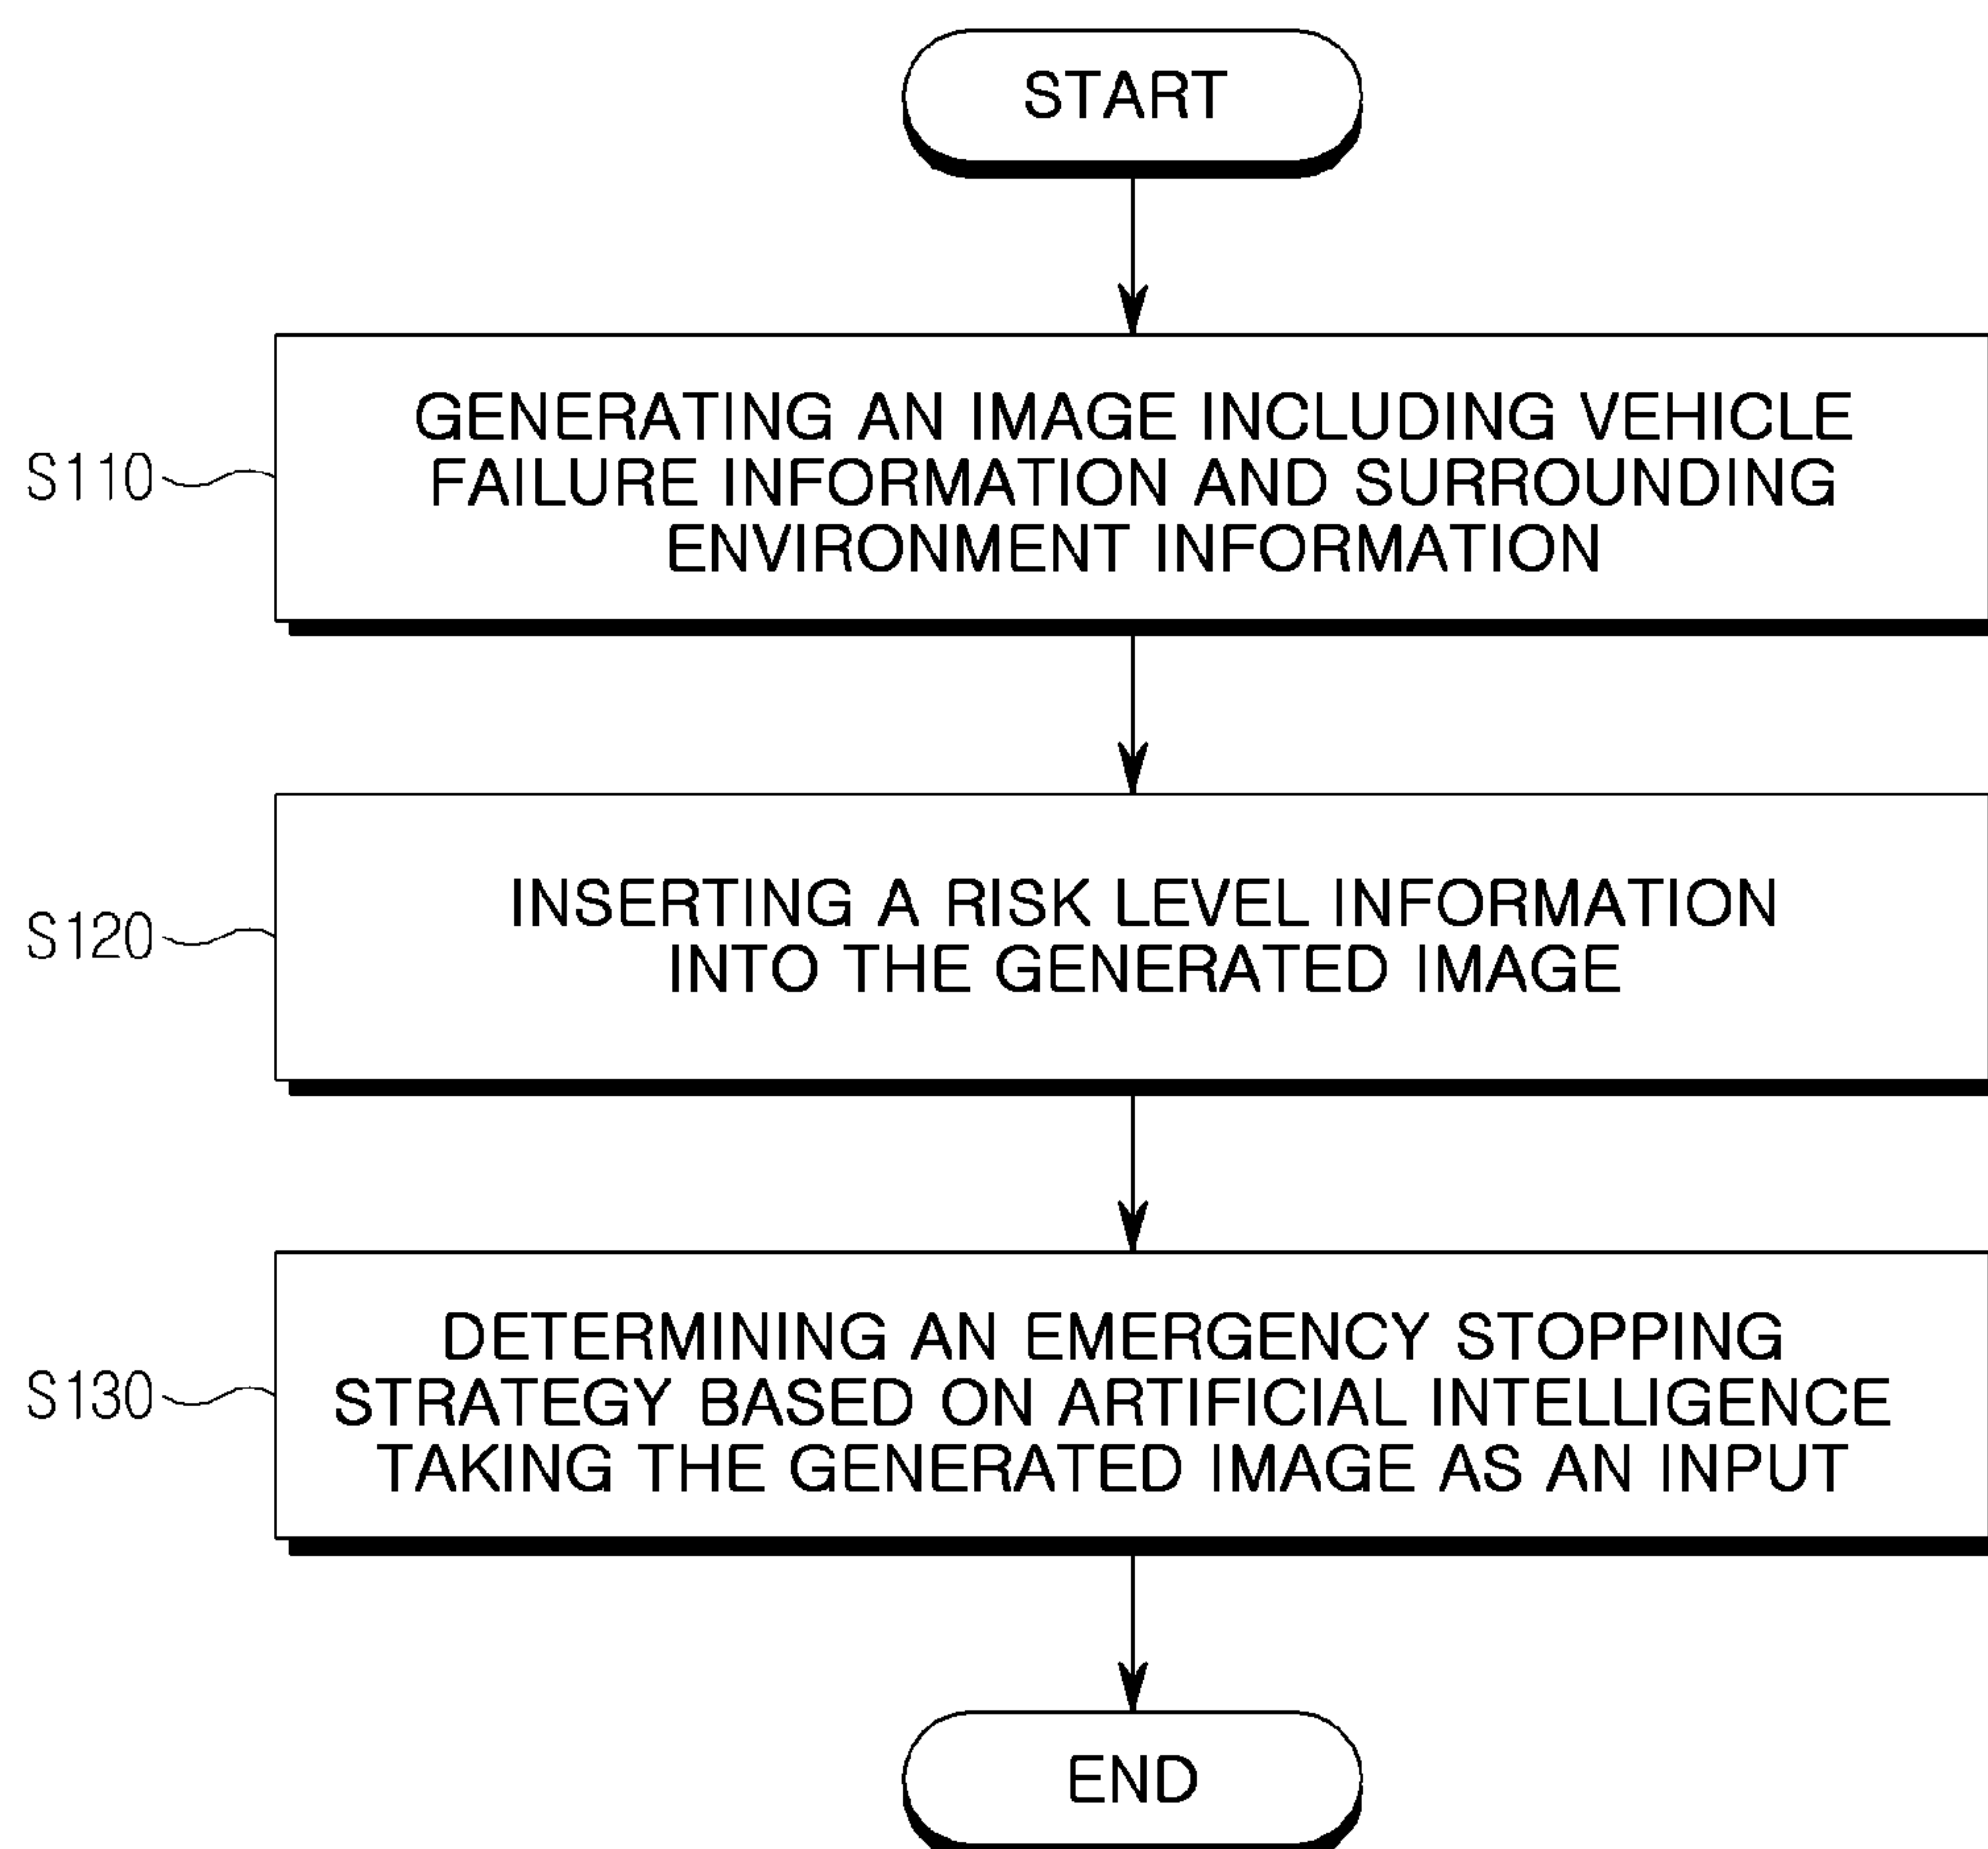 START
GENERATING AN IMAGE INCLUDING VEHICLE
FAILURE INFORMATION AND SURROUNDING
ENVIRONMENT INFORMATION
S110
INSERTING A RISK LEVEL INFORMATION
INTO THE GENERATED IMAGE
S120
DETERMINING AN EMERGENCY STOPPING
STRATEGY BASED ON ARTIFICIAL INTELLIGENCE
TAKING THE GENERATED IMAGE AS AN INPUT
S130
END